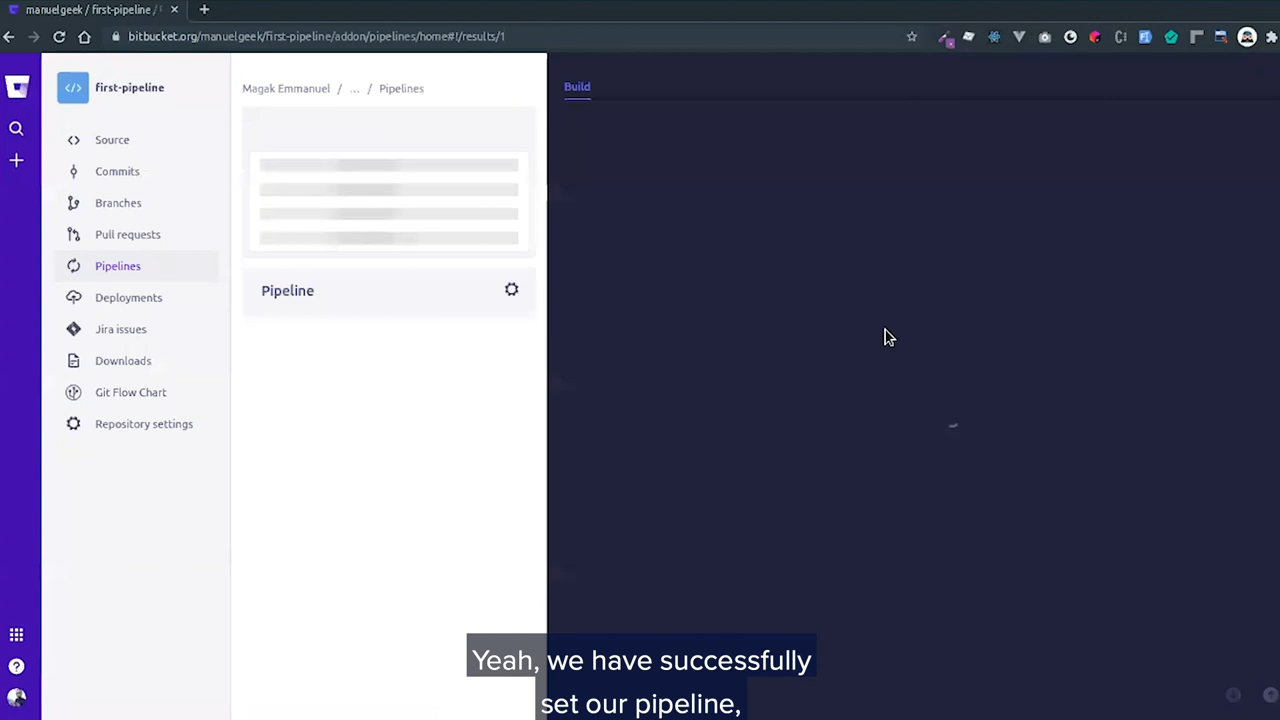 manuelgeek / first-pipeline /
bitbucket.org/manuelgeek/first-pipeline/addon/pipelines/home#!/results/1
</> first-pipeline
Source
Commits
Branches
Pull requests
Pipelines
Deployments
Jira issues
Downloads
Git Flow Chart
Repository settings
Magak Emmanuel / ... / Pipelines
Pipeline
Build
Yeah, we have successfully
set our pipeline,